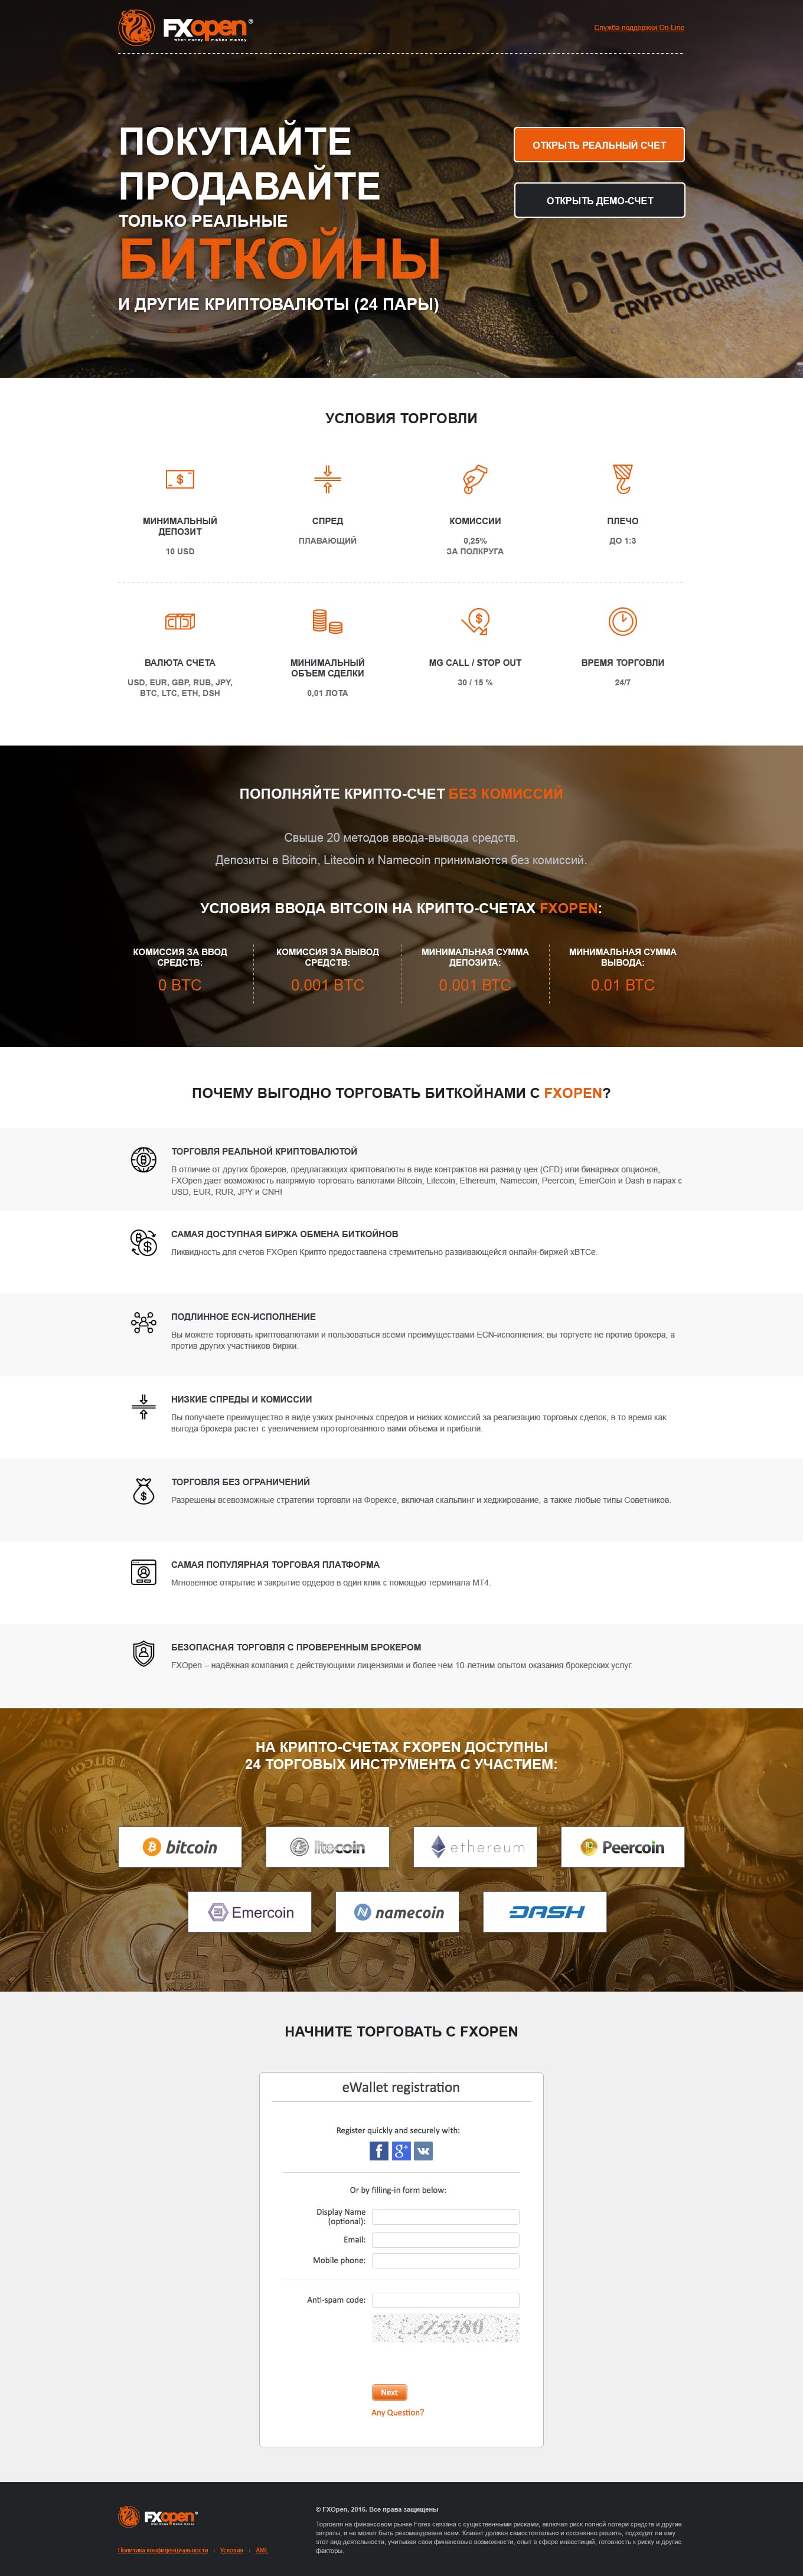 FXopen®
when money makes money
Служба поддержки On-Line
ПОКУПАЙТЕ
ПРОДАВАЙТЕ
ТОЛЬКО РЕАЛЬНЫЕ
БИТКОЙНЫ
И ДРУГИЕ КРИПТОВАЛЮТЫ (24 ПАРЫ)
ОТКРЫТЬ РЕАЛЬНЫЙ СЧЕТ
ОТКРЫТЬ ДЕМО-СЧЕТ
bitcoin
CRYPTOCURRENCY
УСЛОВИЯ ТОРГОВЛИ
МИНИМАЛЬНЫЙ
ДЕПОЗИТ
10 USD
СПРЕД
ПЛАВАЮЩИЙ
КОМИССИИ
0,25%
ЗА ПОЛКРУГА
ПЛЕЧО
ДО 1:3
ВАЛЮТА СЧЕТА
USD, EUR, GBP, RUB, JPY,
BTC, LTC, ETH, DSH
МИНИМАЛЬНЫЙ
ОБЪЕМ СДЕЛКИ
0,01 ЛОТА
MG CALL / STOP OUT
30 / 15 %
ВРЕМЯ ТОРГОВЛИ
24/7
ПОПОЛНЯЙТЕ КРИПТО-СЧЕТ БЕЗ КОМИССИЙ
Свыше 20 методов ввода-вывода средств.
Депозиты в Bitcoin, Litecoin и Namecoin принимаются без комиссий.
УСЛОВИЯ ВВОДА BITCOIN НА КРИПТО-СЧЕТАХ FXOPEN:
КОМИССИЯ ЗА ВВОД
СРЕДСТВ:
0 BTC
КОМИССИЯ ЗА ВЫВОД
СРЕДСТВ:
0.001 BTC
МИНИМАЛЬНАЯ СУММА
ДЕПОЗИТА:
0.001 BTC
МИНИМАЛЬНАЯ СУММА
ВЫВОДА:
0.01 BTC
ПОЧЕМУ ВЫГОДНО ТОРГОВАТЬ БИТКОЙНАМИ С FXOPEN?
ТОРГОВЛЯ РЕАЛЬНОЙ КРИПТОВАЛЮТОЙ
В отличие от других брокеров, предлагающих криптовалюты в виде контрактов на разницу цен (CFD) или бинарных опционов,
FXOpen дает возможность напрямую торговать валютами Bitcoin, Litecoin, Ethereum, Namecoin, Peercoin, EmerCoin и Dash в парах с
USD, EUR, RUR, JPY и CNH!
САМАЯ ДОСТУПНАЯ БИРЖА ОБМЕНА БИТКОЙНОВ
Ликвидность для счетов FXOpen Крипто предоставлена стремительно развивающейся онлайн-биржей xBTCe.
ПОДЛИННОЕ ECN-ИСПОЛНЕНИЕ
Вы можете торговать криптовалютами и пользоваться всеми преимуществами ECN-исполнения: вы торгуете не против брокера, а
против других участников биржи.
НИЗКИЕ СПРЕДЫ И КОМИССИИ
Вы получаете преимущество в виде узких рыночных спредов и низких комиссий за реализацию торговых сделок, в то время как
выгода брокера растет с увеличением проторгованного вами объема и прибыли.
ТОРГОВЛЯ БЕЗ ОГРАНИЧЕНИЙ
Разрешены всевозможные стратегии торговли на Форексе, включая скальпинг и хеджирование, а также любые типы Советников.
САМАЯ ПОПУЛЯРНАЯ ТОРГОВАЯ ПЛАТФОРМА
Мгновенное открытие и закрытие ордеров в один клик с помощью терминала MT4.
БЕЗОПАСНАЯ ТОРГОВЛЯ С ПРОВЕРЕННЫМ БРОКЕРОМ
FXOpen – надёжная компания с действующими лицензиями и более чем 10-летним опытом оказания брокерских услуг.
НА КРИПТО-СЧЕТАХ FXOPEN ДОСТУПНЫ
24 ТОРГОВЫХ ИНСТРУМЕНТА С УЧАСТИЕМ:
bitcoin
litecoin
ethereum
Peercoin
Emercoin
namecoin
DASH
НАЧНИТЕ ТОРГОВАТЬ С FXOPEN
eWallet registration
Register quickly and securely with:
Or by filling-in form below:
Display Name
(optional):
Email:
Mobile phone:
Anti-spam code:
Next
Any Question?
FXopen®
Политика конфиденциальности : Условия : AML
© FXOpen, 2016. Все права защищены
Торговля на финансовом рынке Forex связана с существенными рисками, включая риск полной потери средств и другие
затраты, и не может быть рекомендована всем. Клиент должен самостоятельно и осознанно решить, подходит ли ему
этот вид деятельности, учитывая свои финансовые возможности, опыт в сфере инвестиций, готовность к риску и другие
факторы.